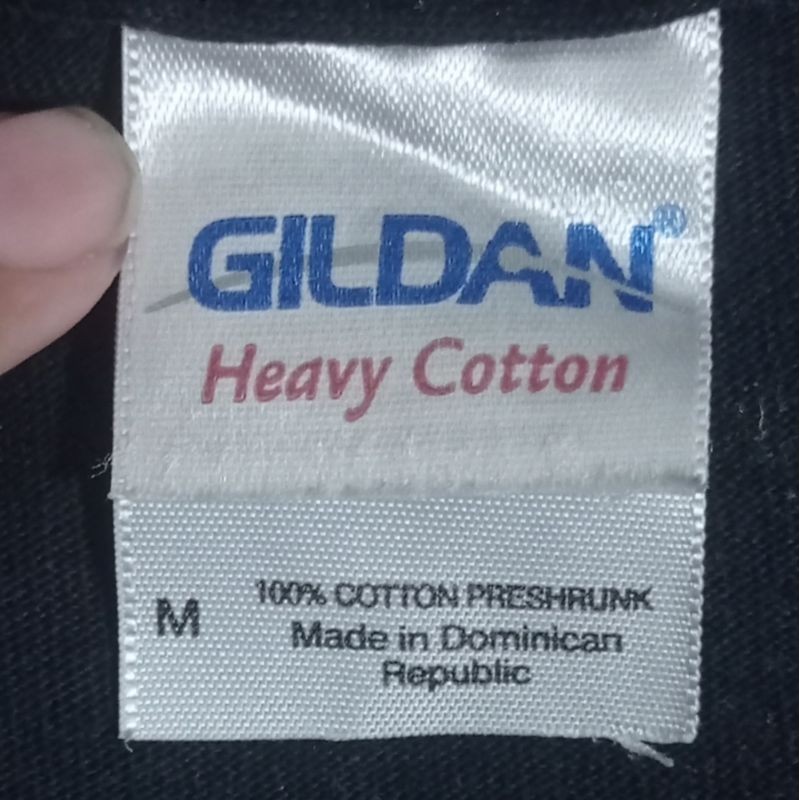 GILDAN®
Heavy Cotton
M 100% COTTON PRESHRUNK
Made in Dominican
Republic